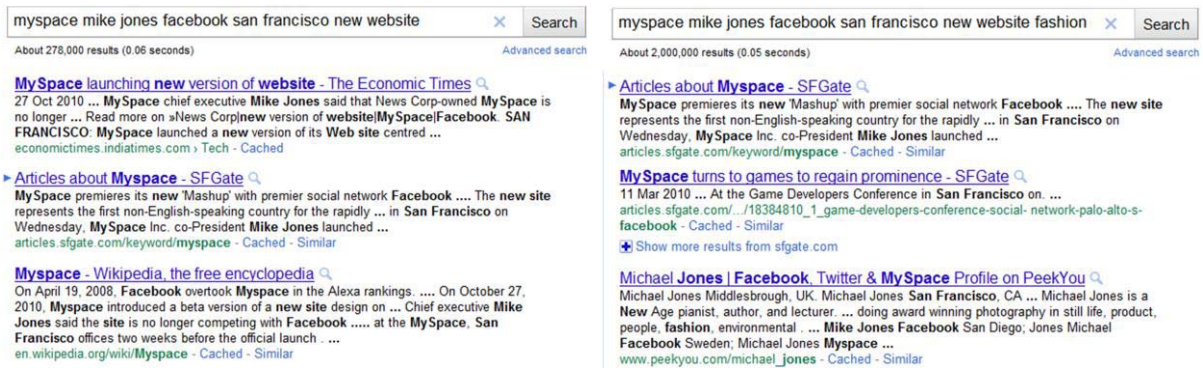 myspace mike jones facebook san francisco new website × Search
About 278,000 results (0.06 seconds) Advanced search
MySpace launching new version of website - The Economic Times
27 Oct 2010 ... MySpace chief executive Mike Jones said that News Corp-owned MySpace is
no longer ... Read more on »News Corp|new version of website|MySpace|Facebook. SAN
FRANCISCO: MySpace launched a new version of its Web site centred ...
economictimes.indiatimes.com › Tech - Cached
Articles about Myspace - SFGate
MySpace premieres its new 'Mashup' with premier social network Facebook .... The new site
represents the first non-English-speaking country for the rapidly ... in San Francisco on
Wednesday, MySpace Inc. co-President Mike Jones launched ...
articles.sfgate.com/keyword/myspace - Cached - Similar
Myspace - Wikipedia, the free encyclopedia
On April 19, 2008, Facebook overtook Myspace in the Alexa rankings. .... On October 27,
2010, Myspace introduced a beta version of a new site design on ... Chief executive Mike
Jones said the site is no longer competing with Facebook ..... at the MySpace, San
Francisco offices two weeks before the official launch . ...
en.wikipedia.org/wiki/Myspace - Cached - Similar
myspace mike jones facebook san francisco new website fashion × Search
About 2,000,000 results (0.05 seconds) Advanced search
Articles about Myspace - SFGate
MySpace premieres its new 'Mashup' with premier social network Facebook .... The new site
represents the first non-English-speaking country for the rapidly ... in San Francisco on
Wednesday, MySpace Inc. co-President Mike Jones launched ...
articles.sfgate.com/keyword/myspace - Cached - Similar
MySpace turns to games to regain prominence - SFGate
11 Mar 2010 ... At the Game Developers Conference in San Francisco on. ...
articles.sfgate.com/.../18384810_1_game-developers-conference-social- network-palo-alto-s-
facebook - Cached - Similar
Show more results from sfgate.com
Michael Jones | Facebook, Twitter & MySpace Profile on PeekYou
Michael Jones Middlesbrough, UK. Michael Jones San Francisco, CA ... Michael Jones is a
New Age pianist, author, and lecturer. ... doing award winning photography in still life, product,
people, fashion, environmental . ... Mike Jones Facebook San Diego; Jones Michael
Facebook Sweden; Michael Jones Myspace ...
www.peekyou.com/michael_jones - Cached - Similar